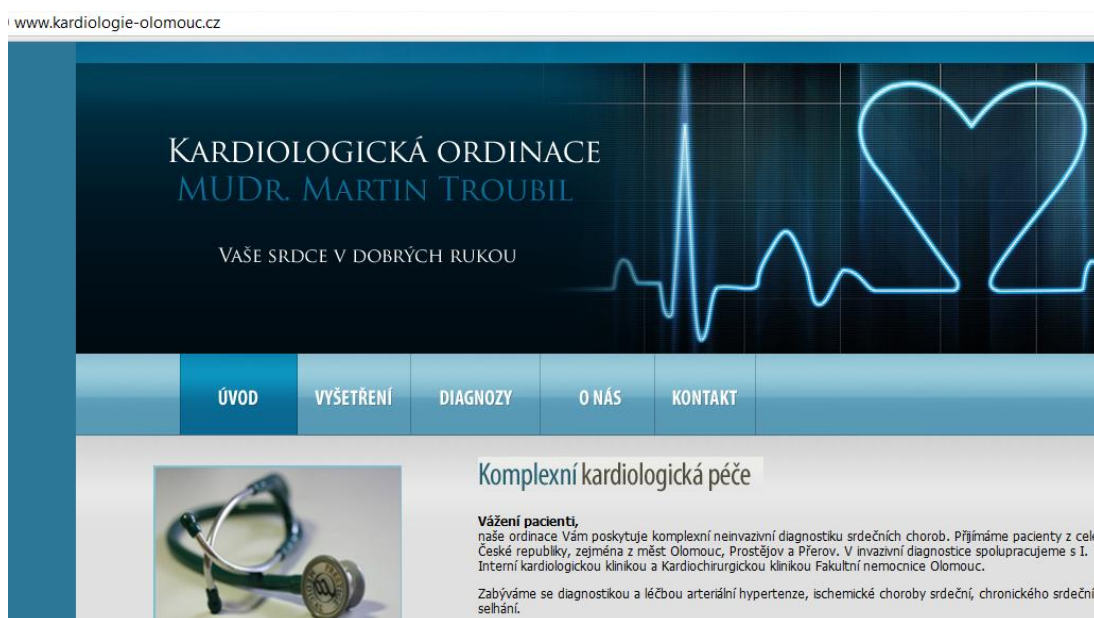 www.kardiologie-olomouc.cz
KARDIOLOGICKÁ ORDINACE
MUDR. MARTIN TROUBIL
VAŠE SRDCE V DOBRÝCH RUKOU
ÚVOD VYŠETŘENÍ DIAGNOZY O NÁS KONTAKT
Komplexní kardiologická péče
Vážení pacienti,
naše ordinace Vám poskytuje komplexní neinvazivní diagnostiku srdečních chorob. Přijímáme pacienty z cel
České republiky, zejména z měst Olomouc, Prostějov a Přerov. V invazivní diagnostice spolupracujeme s I.
Interní kardiologickou klinikou a Kardiochirurgickou klinikou Fakultní nemocnice Olomouc.
Zabýváme se diagnostikou a léčbou arteriální hypertenze, ischemické choroby srdeční, chronického srdeční
selhání.